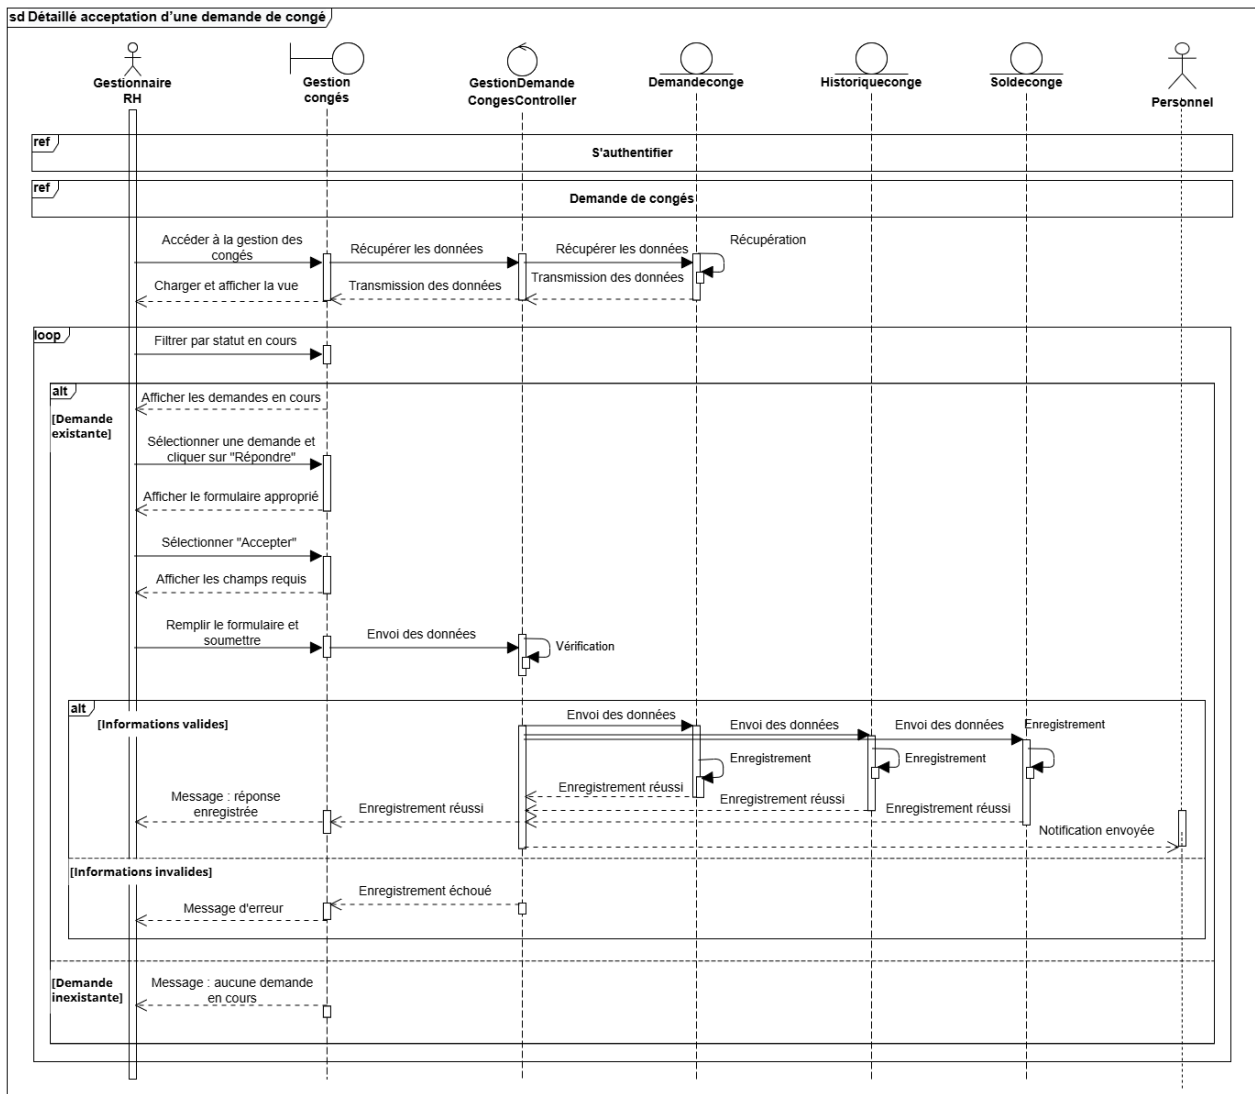 sd Détaillé acceptation d'une demande de congé
Gestionnaire
RH
Gestion
congés
GestionDemande
CongesController
Demandeconge
Historiqueconge
Soldeconge
Personnel
ref
S'authentifier
ref
Demande de congés
Accéder à la gestion des
congés
Récupérer les données
Récupérer les données
Récupération
Charger et afficher la vue
Transmission des données
Transmission des données
loop
Filtrer par statut en cours
alt
[Demande
existante]
Afficher les demandes en cours
Sélectionner une demande et
cliquer sur "Répondre"
Afficher le formulaire approprié
Sélectionner "Accepter"
Afficher les champs requis
Remplir le formulaire et
soumettre
Envoi des données
Vérification
alt
[Informations valides]
Envoi des données
Envoi des données
Envoi des données
Enregistrement
Enregistrement
Enregistrement
Enregistrement réussi
Enregistrement réussi
Enregistrement réussi
Enregistrement réussi
Message : réponse
enregistrée
Notification envoyée
[Informations invalides]
Enregistrement échoué
Message d'erreur
[Demande
inexistante]
Message : aucune demande
en cours